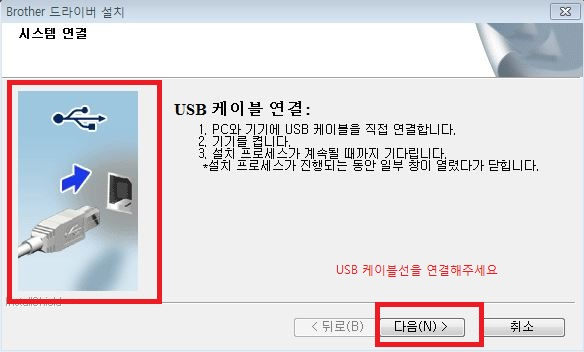 Brother 드라이버 설치
시스템 연결
USB 케이블 연결:
1. PC와 기기에 USB 케이블을 직접 연결합니다.
2. 기기를 켭니다.
3. 설치 프로세스가 계속될 때까지 기다립니다.
*설치 프로세스가 진행되는 동안 일부 창이 열렸다가 닫힙니다.
USB 케이블선을 연결해주세요
InstallShield
< 뒤로(B)
다음(N) >
취소